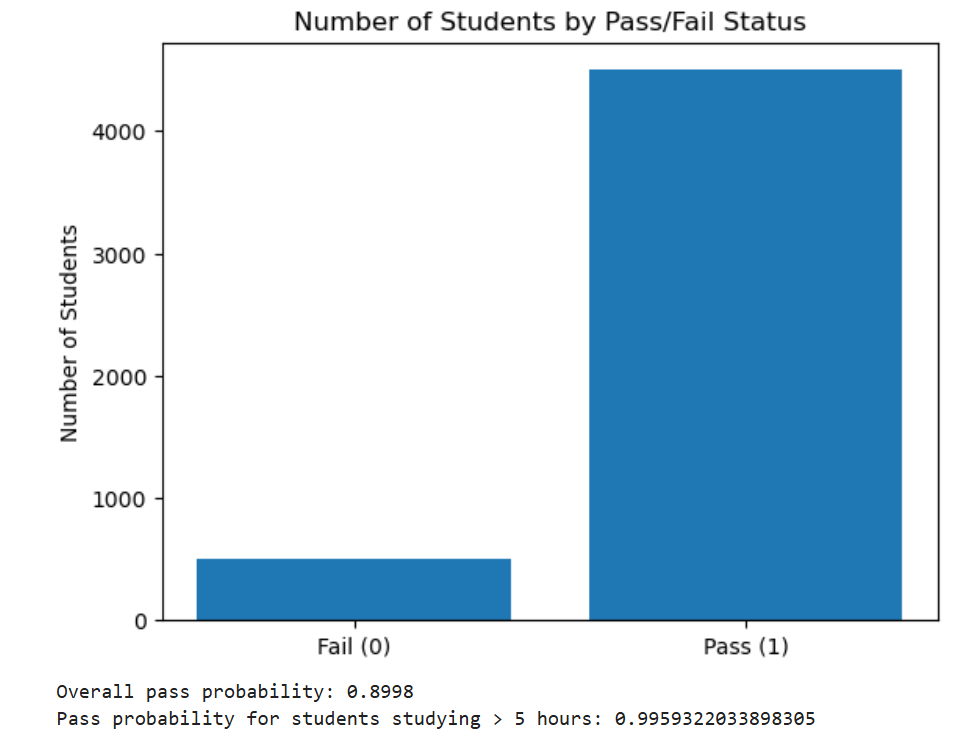 Number of Students by Pass/Fail Status
Number of Students
4000
3000
2000
1000
0
Fail (0)
Pass (1)
Overall pass probability: 0.8998
Pass probability for students studying > 5 hours: 0.9959322033898305